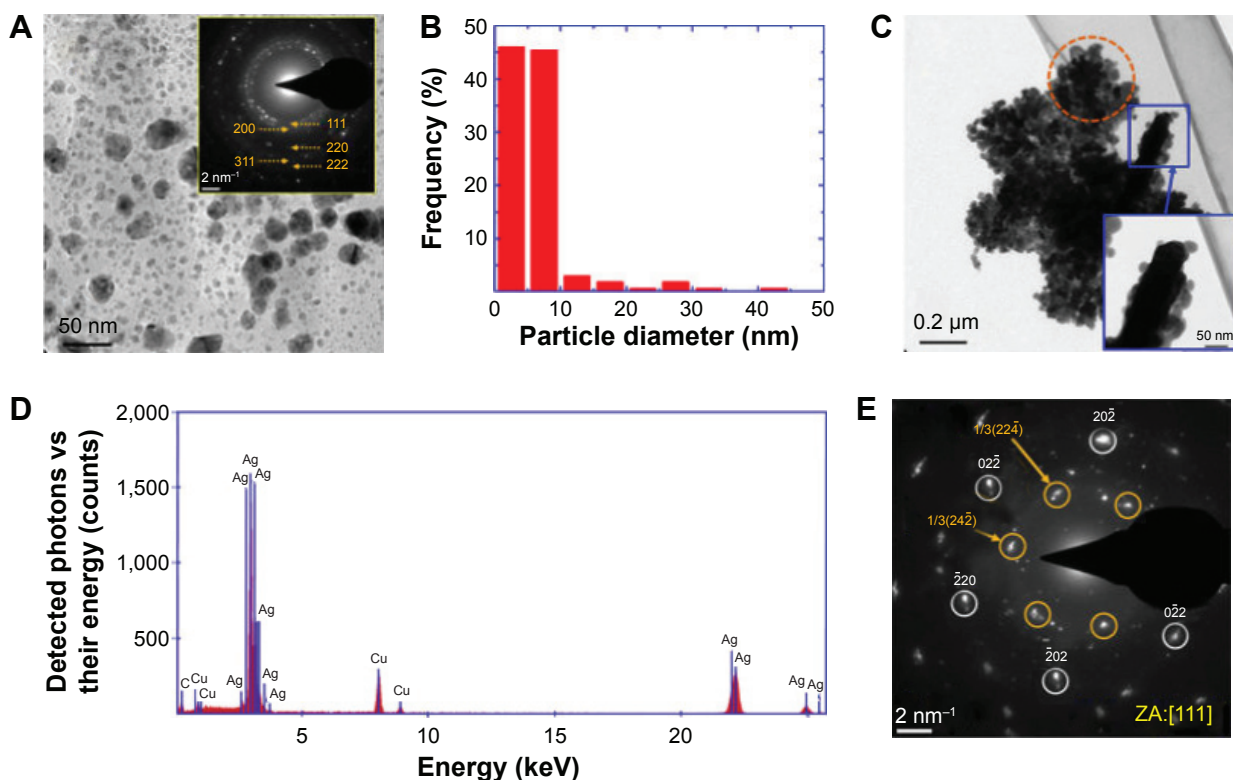 A
200
111
220
311
222
2 nm⁻¹
50 nm
B
Frequency (%)
50
45
40
30
20
10
0
10
20
30
40
50
Particle diameter (nm)
C
0.2 µm
50 nm
D
Detected photons vs
their energy (counts)
2,000
1,500
1,000
500
C
Cu
Cu
Ag
Ag
Ag
Ag
Ag
Ag
Ag
Cu
Cu
Ag
Ag
Ag
Ag
5
10
20
Energy (keV)
E
202̅
1/3(224̅)
022̅
1/3(242̅)
2̅20
02̅2
2̅02
2 nm⁻¹
ZA:[111]